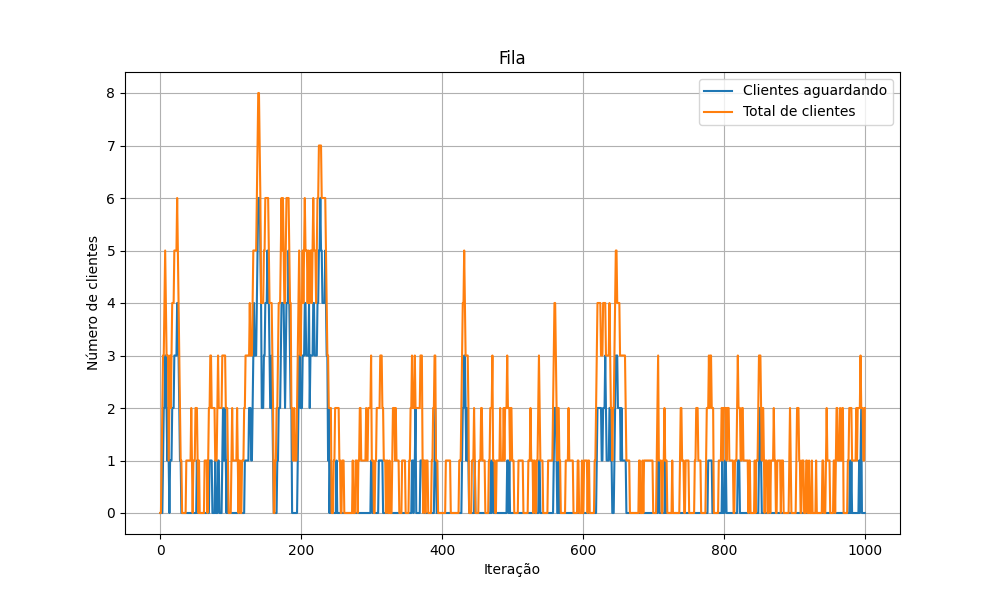 Fila
Clientes aguardando
Total de clientes
Número de clientes
8
7
6
5
4
3
2
1
0
0 200 400 600 800 1000
Iteração